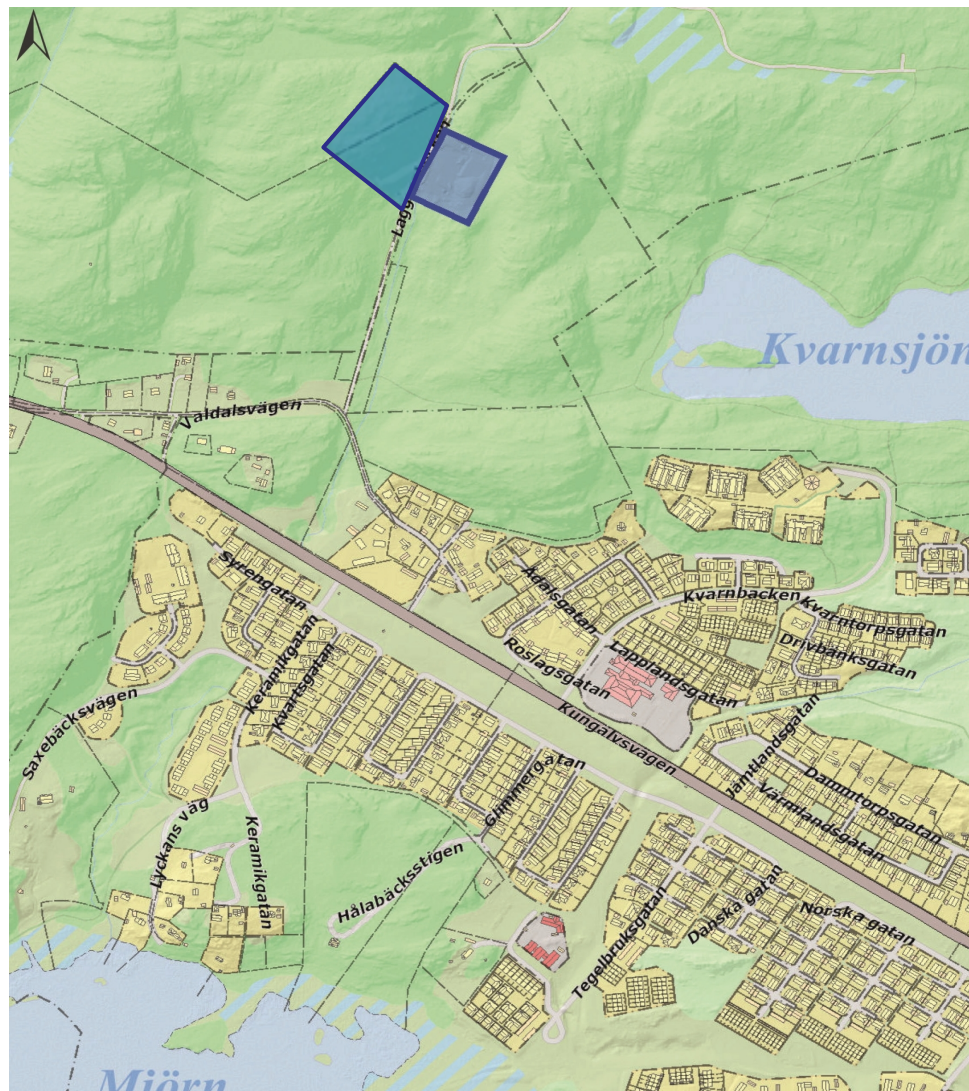 Kvarnsjön
Valdalsvägen
Syrengatan
Ådalsgatan
Kvarnbacken
Kvarntorpsgatan
Drivbänksgatan
Keramikgatan
Kvartsgatan
Roslagsgatan
Lapplandsgatan
Saxebäcksvägen
Kungälvsvägen
Jämtlandsgatan
Glimmergatan
Dammtorpsgatan
Värmlandsgatan
Lyckans väg
Keramikgatan
Hålabäcksstigen
Tegelbruksgatan
Danska gatan
Norska gatan
Mjörn